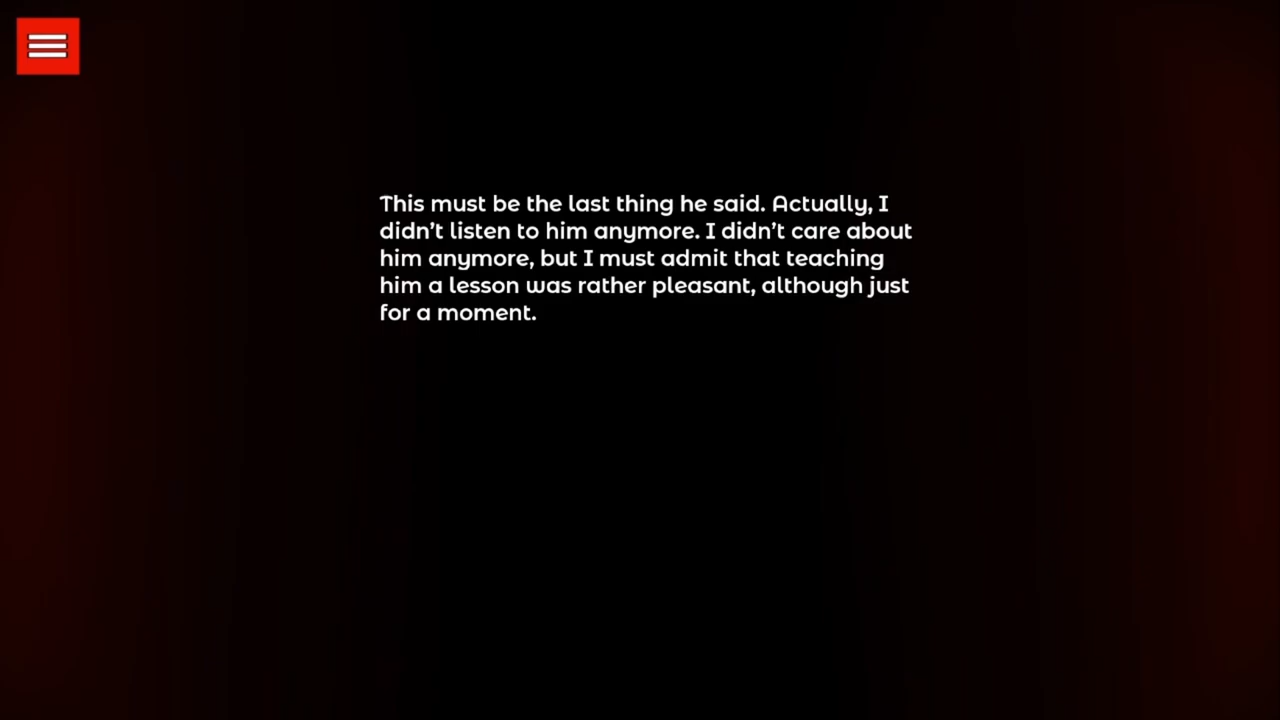 This must be the last thing he said. Actually, I
didn’t listen to him anymore. I didn’t care about
him anymore, but I must admit that teaching
him a lesson was rather pleasant, although just
for a moment.